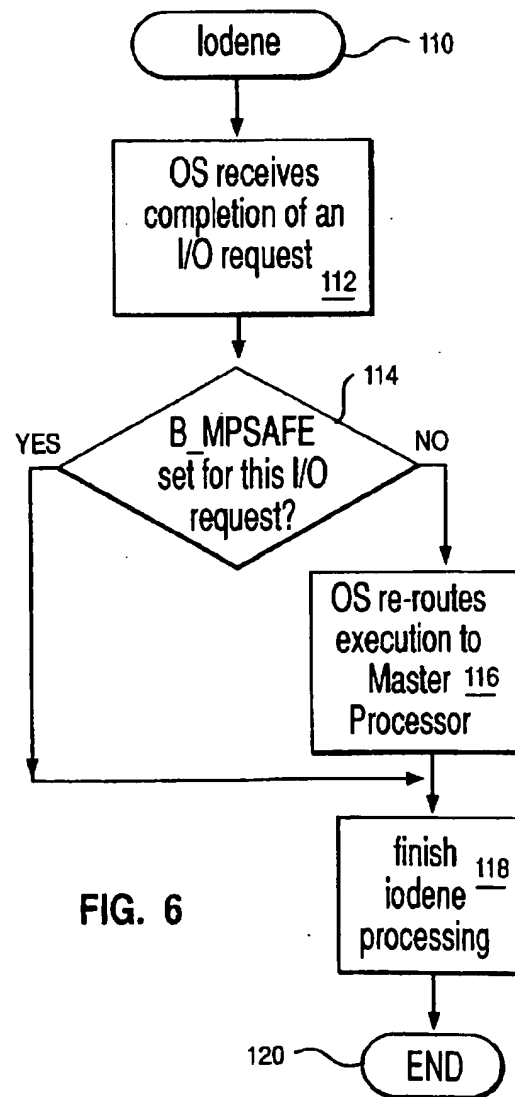 Iodene
110
OS receives
completion of an
I/O request
112
114
YES
B_MPSAFE
set for this I/O
request?
NO
OS re-routes
execution to
Master 116
Processor
finish 118
iodene
processing
FIG. 6
120
END